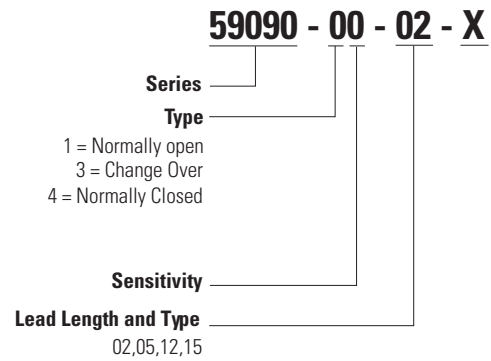 59090 - 00 - 02 - X
Series
Type
1 = Normally open
3 = Change Over
4 = Normally Closed
Sensitivity
Lead Length and Type
02,05,12,15